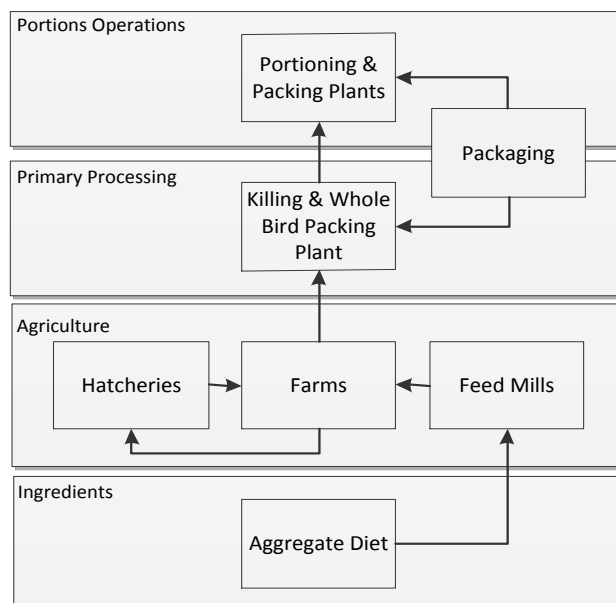 Portions Operations
Portioning &
Packing Plants
Packaging
Primary Processing
Killing & Whole
Bird Packing
Plant
Agriculture
Hatcheries
Farms
Feed Mills
Ingredients
Aggregate Diet